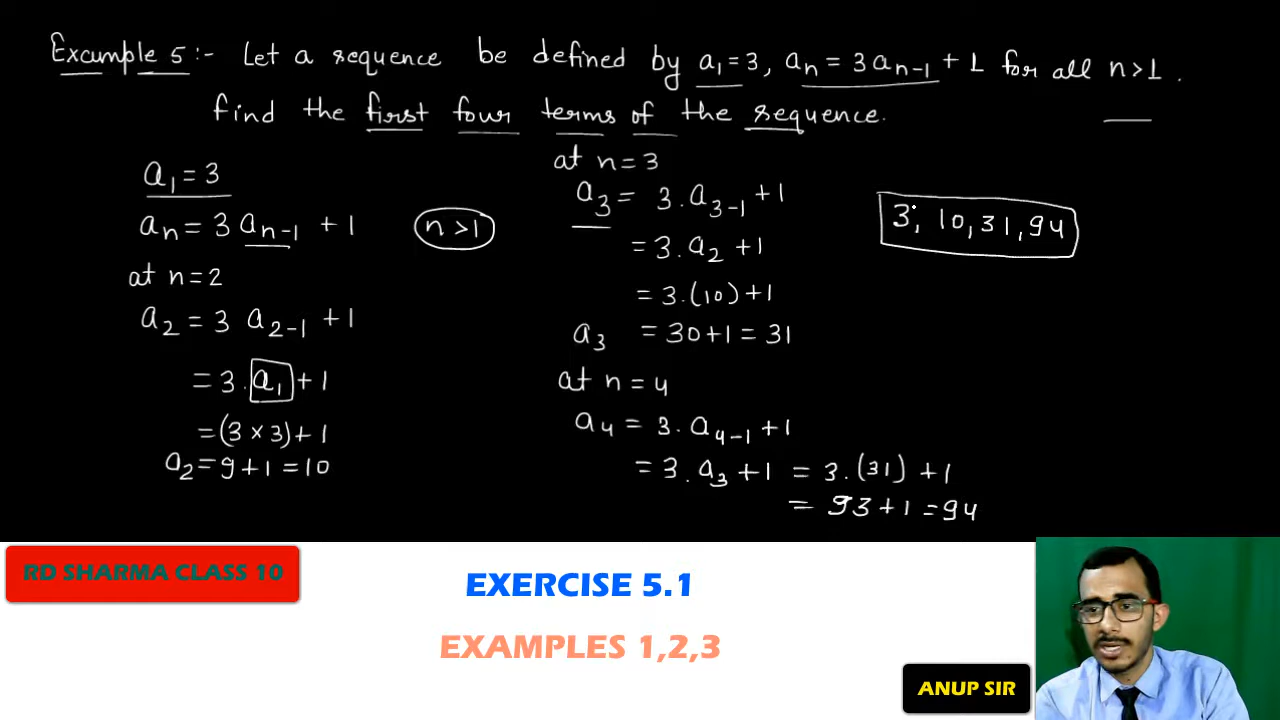 Example 5 :- Let a sequence be defined by a₁ = 3, aₙ = 3aₙ₋₁ + 1 for all n > 1.
find the first four terms of the sequence.
a₁ = 3
aₙ = 3 aₙ₋₁ + 1
n > 1
at n = 2
a₂ = 3 a₂₋₁ + 1
= 3 . a₁ + 1
= (3 × 3) + 1
a₂ = 9 + 1 = 10
at n = 3
a₃ = 3 . a₃₋₁ + 1
= 3 . a₂ + 1
= 3 . (10) + 1
a₃ = 30 + 1 = 31
at n = 4
a₄ = 3 . a₄₋₁ + 1
= 3 . a₃ + 1 = 3 . (31) + 1
= 93 + 1 = 94
3, 10, 31, 94
RD SHARMA CLASS 10
EXERCISE 5.1
EXAMPLES 1,2,3
ANUP SIR